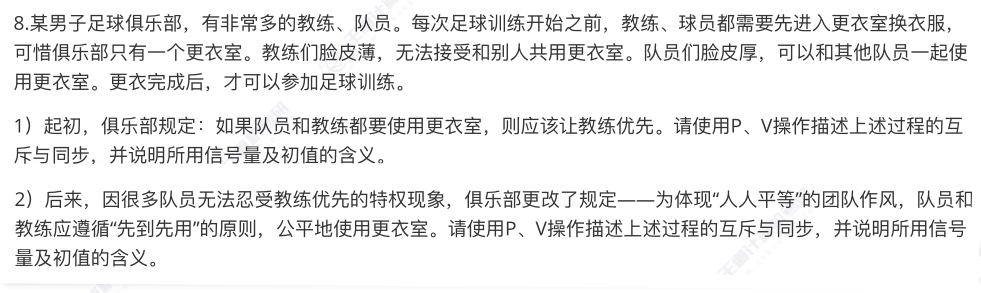 8.某男子足球俱乐部，有非常多的教练、队员。每次足球训练开始之前，教练、球员都需要先进入更衣室换衣服，
可惜俱乐部只有一个更衣室。教练们脸皮薄，无法接受和别人共用更衣室。队员们脸皮厚，可以和其他队员一起使
用更衣室。更衣完成后，才可以参加足球训练。
1）起初，俱乐部规定：如果队员和教练都要使用更衣室，则应该让教练优先。请使用P、V操作描述上述过程的互
斥与同步，并说明所用信号量及初值的含义。
2）后来，因很多队员无法忍受教练优先的特权现象，俱乐部更改了规定——为体现“人人平等”的团队作风，队员和
教练应遵循“先到先用”的原则，公平地使用更衣室。请使用P、V操作描述上述过程的互斥与同步，并说明所用信号
量及初值的含义。